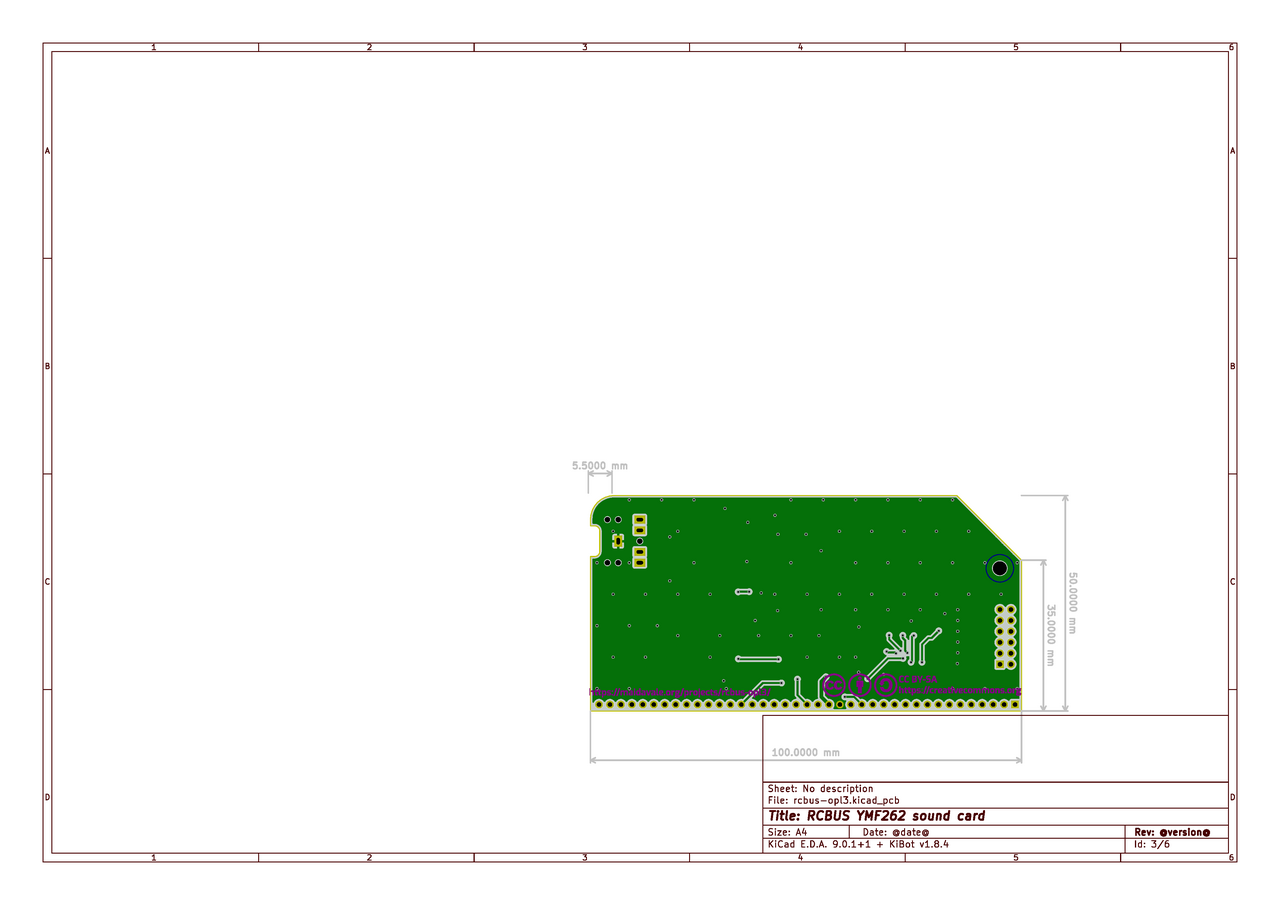 1 2 3 4 5 6
A A
B B
5.5000 mm
C C
50.0000 mm
35.0000 mm
CC BY-SA
https://creativecommons.org
100.0000 mm
D D
Sheet: No description
File: rcbus-opl3.kicad_pcb
Title: RCBUS YMF262 sound card
Size: A4 Date: @date@ Rev: @version@
KiCad E.D.A. 9.0.1+1 + KiBot v1.8.4 Id: 3/6
1 2 3 4 5 6